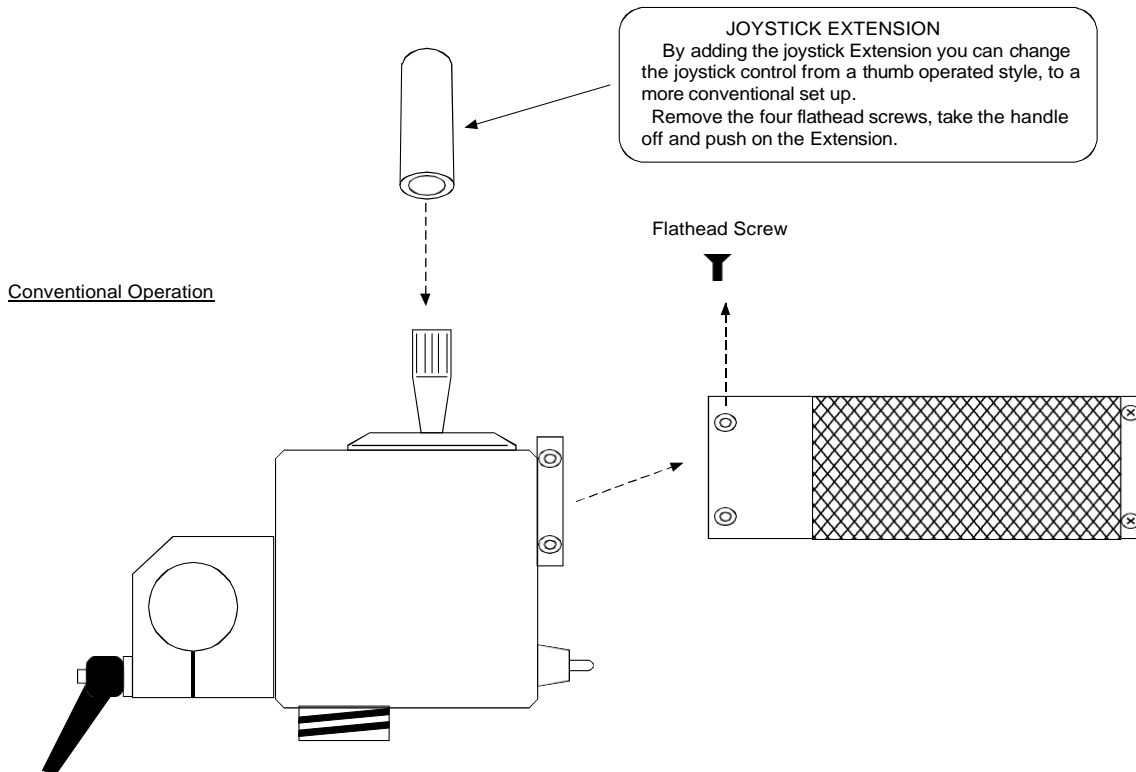 JOYSTICK EXTENSION
By adding the joystick Extension you can change
the joystick control from a thumb operated style, to a
more conventional set up.
Remove the four flathead screws, take the handle
off and push on the Extension.
Flathead Screw
Conventional Operation